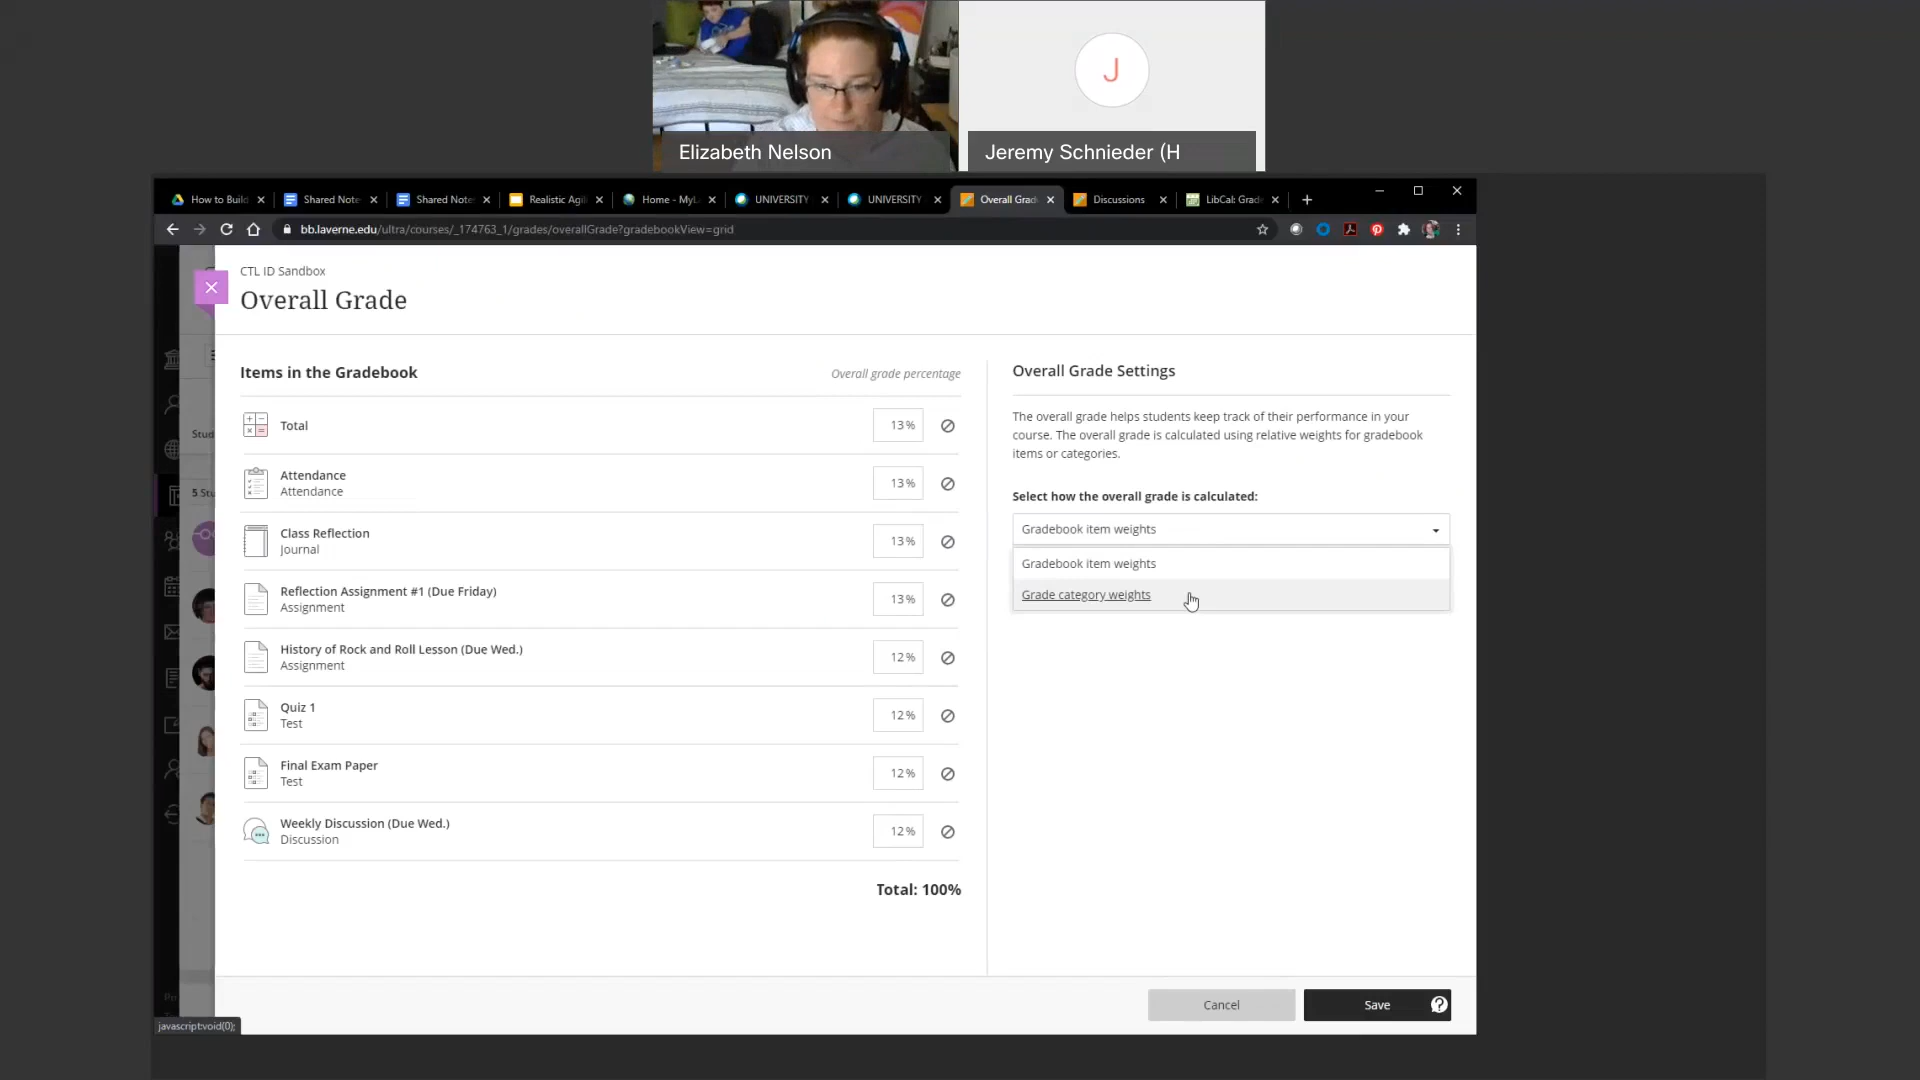 J
Elizabeth Nelson
Jeremy Schnieder (H
How to Build
Shared Note
Shared Note
Realistic Agil
Home - MyL
UNIVERSITY
UNIVERSITY
Overall Grad
Discussions
LibCal: Grade
bb.laverne.edu/ultra/courses/_174763_1/grades/overallGrade?gradebookView=grid
CTL ID Sandbox
Overall Grade
Items in the Gradebook
Overall grade percentage
Total
13%
Attendance
Attendance
13%
Class Reflection
Journal
13%
Reflection Assignment #1 (Due Friday)
Assignment
13%
History of Rock and Roll Lesson (Due Wed.)
Assignment
12%
Quiz 1
Test
12%
Final Exam Paper
Test
12%
Weekly Discussion (Due Wed.)
Discussion
12%
Total: 100%
Overall Grade Settings
The overall grade helps students keep track of their performance in your
course. The overall grade is calculated using relative weights for gradebook
items or categories.
Select how the overall grade is calculated:
Gradebook item weights
Gradebook item weights
Grade category weights
Stud
5 Stu
Cancel
Save
javascript:void(0);